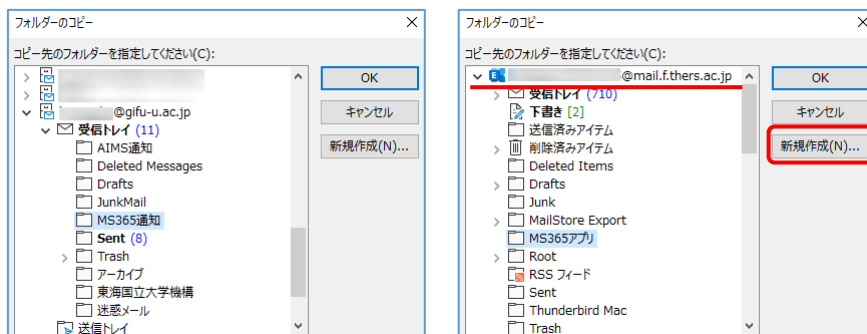 フォルダーのコピー
コピー先のフォルダーを指定してください(C):
@gifu-u.ac.jp
受信トレイ (11)
AIMS通知
Deleted Messages
Drafts
JunkMail
MS365通知
Sent (8)
Trash
アーカイブ
東海国立大学機構
迷惑メール
送信トレイ
OK
キャンセル
新規作成(N)...
フォルダーのコピー
コピー先のフォルダーを指定してください(C):
@mail.f.thers.ac.jp
受信トレイ (710)
下書き [2]
送信済みアイテム
削除済みアイテム
Deleted Items
Drafts
Junk
MailStore Export
MS365アプリ
Root
RSS フィード
Sent
Thunderbird Mac
Trash
OK
キャンセル
新規作成(N)...